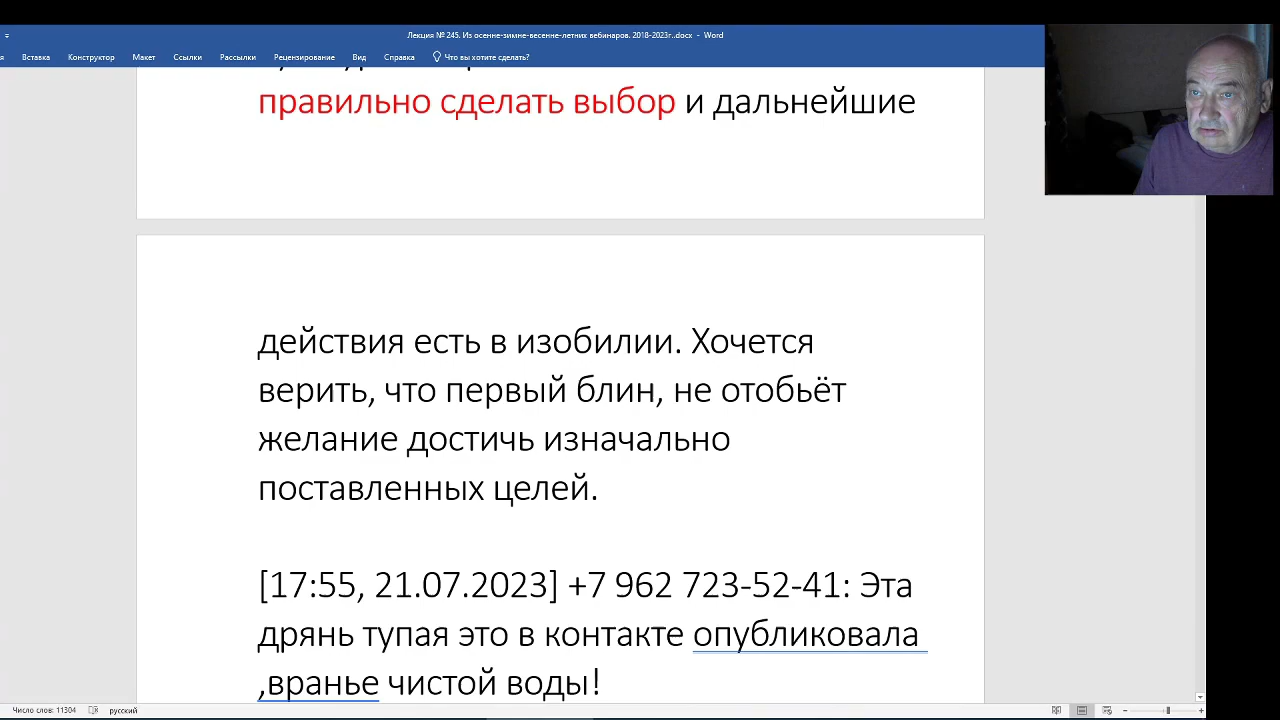 Лекция № 245. Из осенне-зимне-весенне-летних вебинаров. 2018-2023г..docx - Word
Вставка Конструктор Макет Ссылки Рассылки Рецензирование Вид Справка Что вы хотите сделать?
правильно сделать выбор и дальнейшие
действия есть в изобилии. Хочется
верить, что первый блин, не отобьёт
желание достичь изначально
поставленных целей.
[17:55, 21.07.2023] +7 962 723-52-41: Эта
дрянь тупая это в контакте опубликовала
,вранье чистой воды!
Число слов: 11304 русский